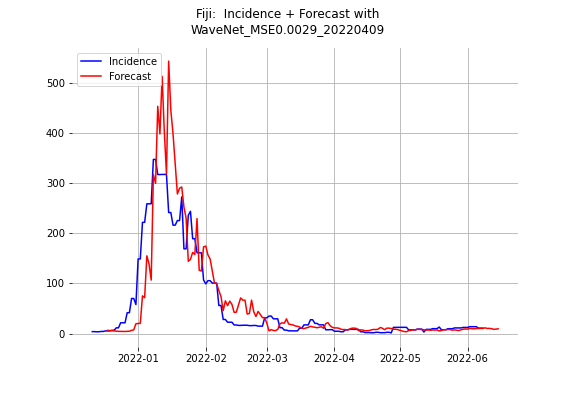 Fiji:  Incidence + Forecast with
WaveNet_MSE0.0029_20220409
Incidence
Forecast
500
400
300
200
100
0
2022-01 2022-02 2022-03 2022-04 2022-05 2022-06